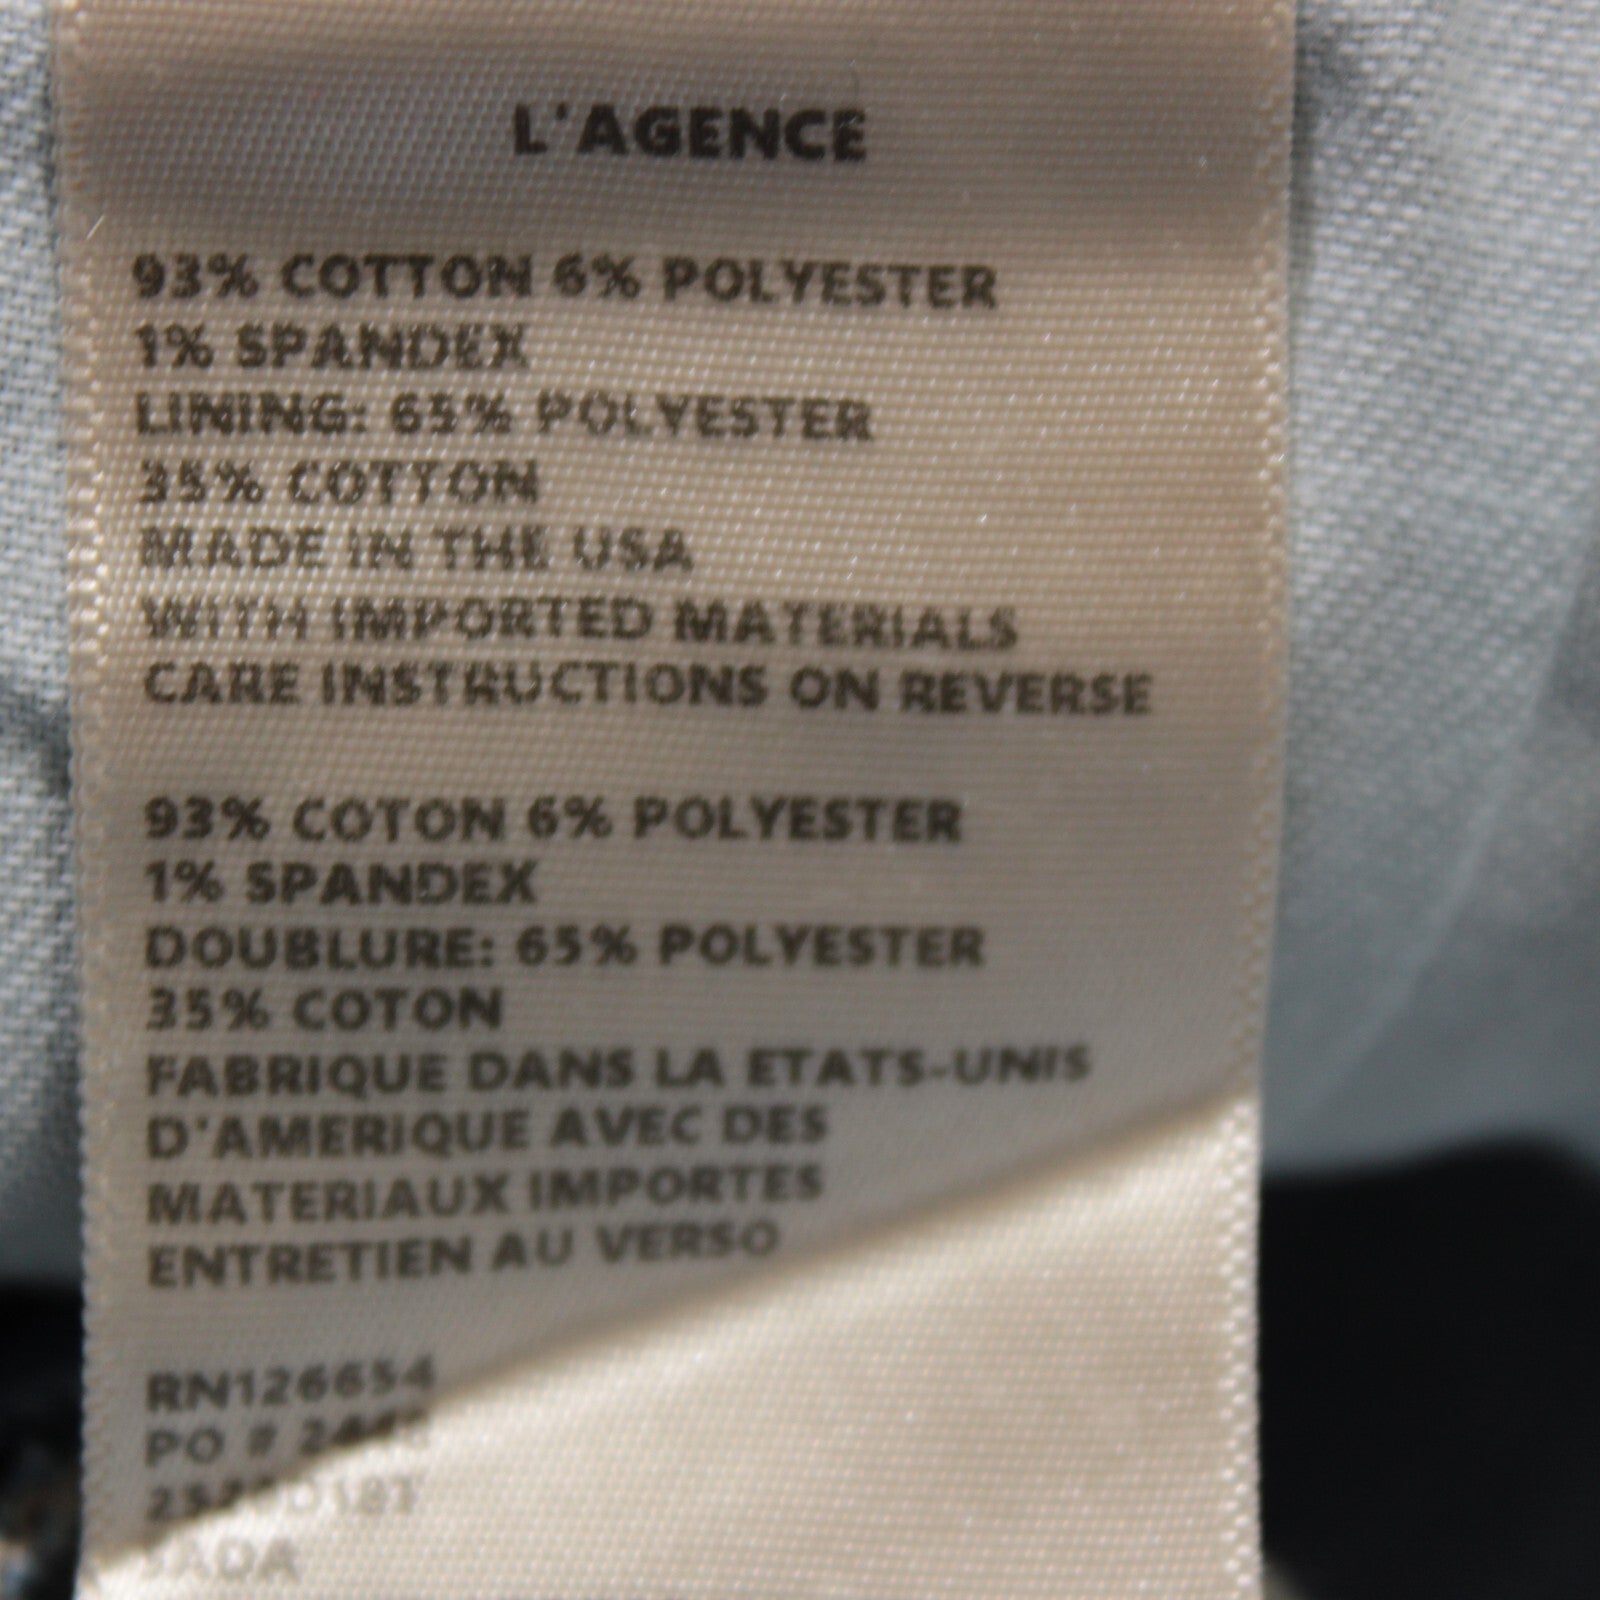 L'AGENCE
93% COTTON 6% POLYESTER
1% SPANDEX
LINING: 65% POLYESTER
35% COTTON
MADE IN THE USA
WITH IMPORTED MATERIALS
CARE INSTRUCTIONS ON REVERSE
93% COTON 6% POLYESTER
1% SPANDEX
DOUBLURE: 65% POLYESTER
35% COTON
FABRIQUE DANS LA ETATS-UNIS
D'AMERIQUE AVEC DES
MATERIAUX IMPORTES
ENTRETIEN AU VERSO
RN126654
PO #